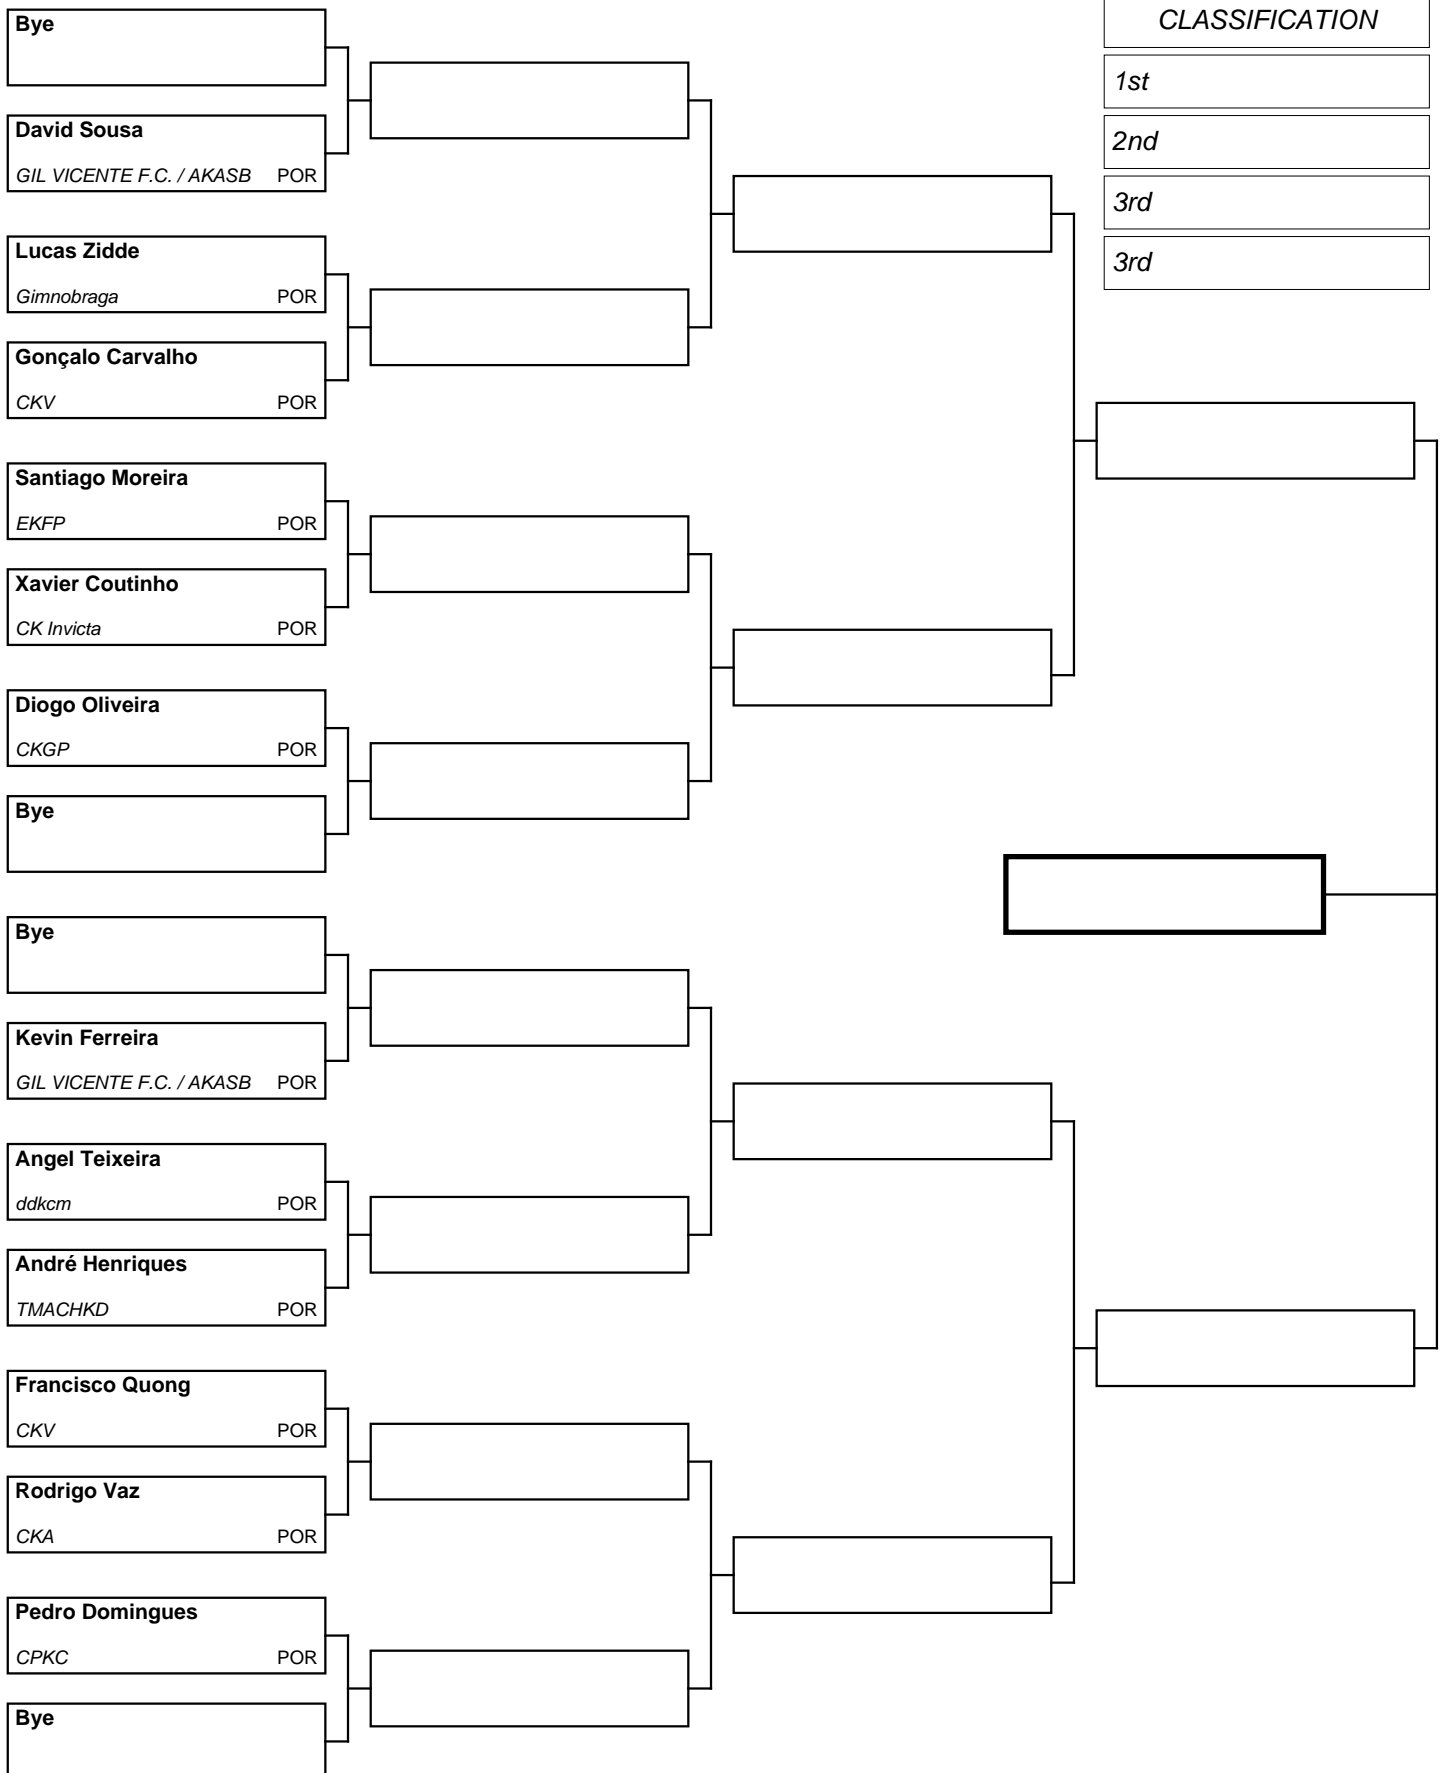 Bye
David Sousa
GIL VICENTE F.C. / AKASB POR
Lucas Zidde
Gimnobraga POR
Gonçalo Carvalho
CKV POR
Santiago Moreira
EKFP POR
Xavier Coutinho
CK Invicta POR
Diogo Oliveira
CKGP POR
Bye
Bye
Kevin Ferreira
GIL VICENTE F.C. / AKASB POR
Angel Teixeira
ddkcm POR
André Henriques
TMACHKD POR
Francisco Quong
CKV POR
Rodrigo Vaz
CKA POR
Pedro Domingues
CPKC POR
Bye
CLASSIFICATION
1st
2nd
3rd
3rd